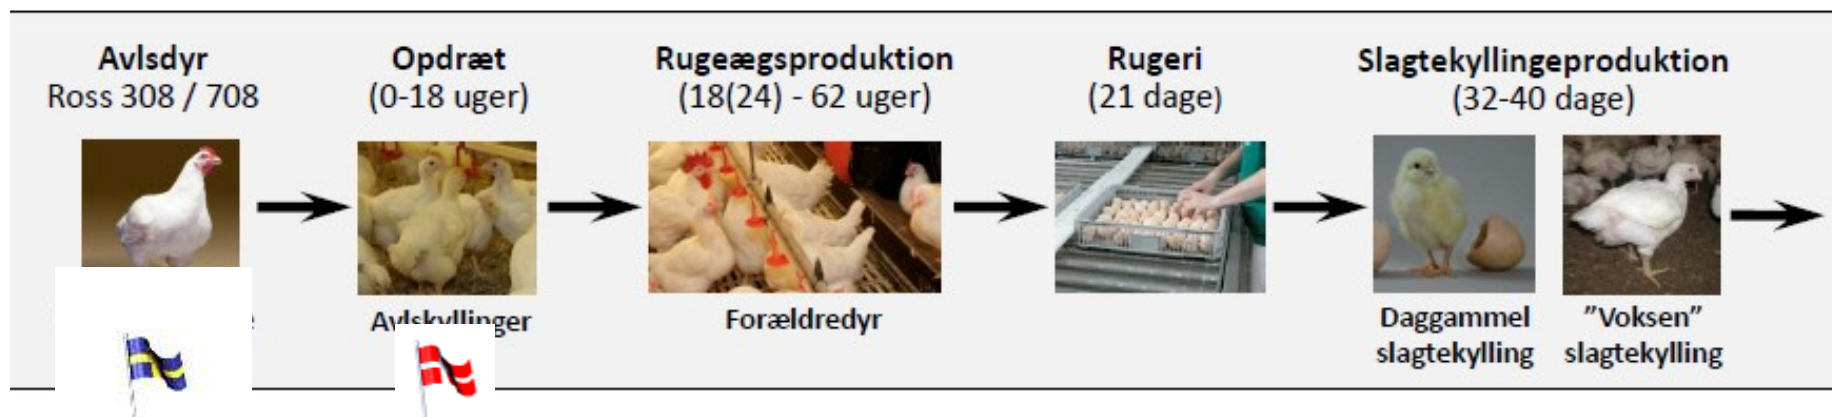 Avlsdyr
Ross 308 / 708
Opdræt
(0-18 uger)
Avlskyllinger
Rugeægsproduktion
(18(24) - 62 uger)
Forældredyr
Rugeri
(21 dage)
Slagtekyllingeproduktion
(32-40 dage)
Daggammel
slagtekylling
”Voksen”
slagtekylling